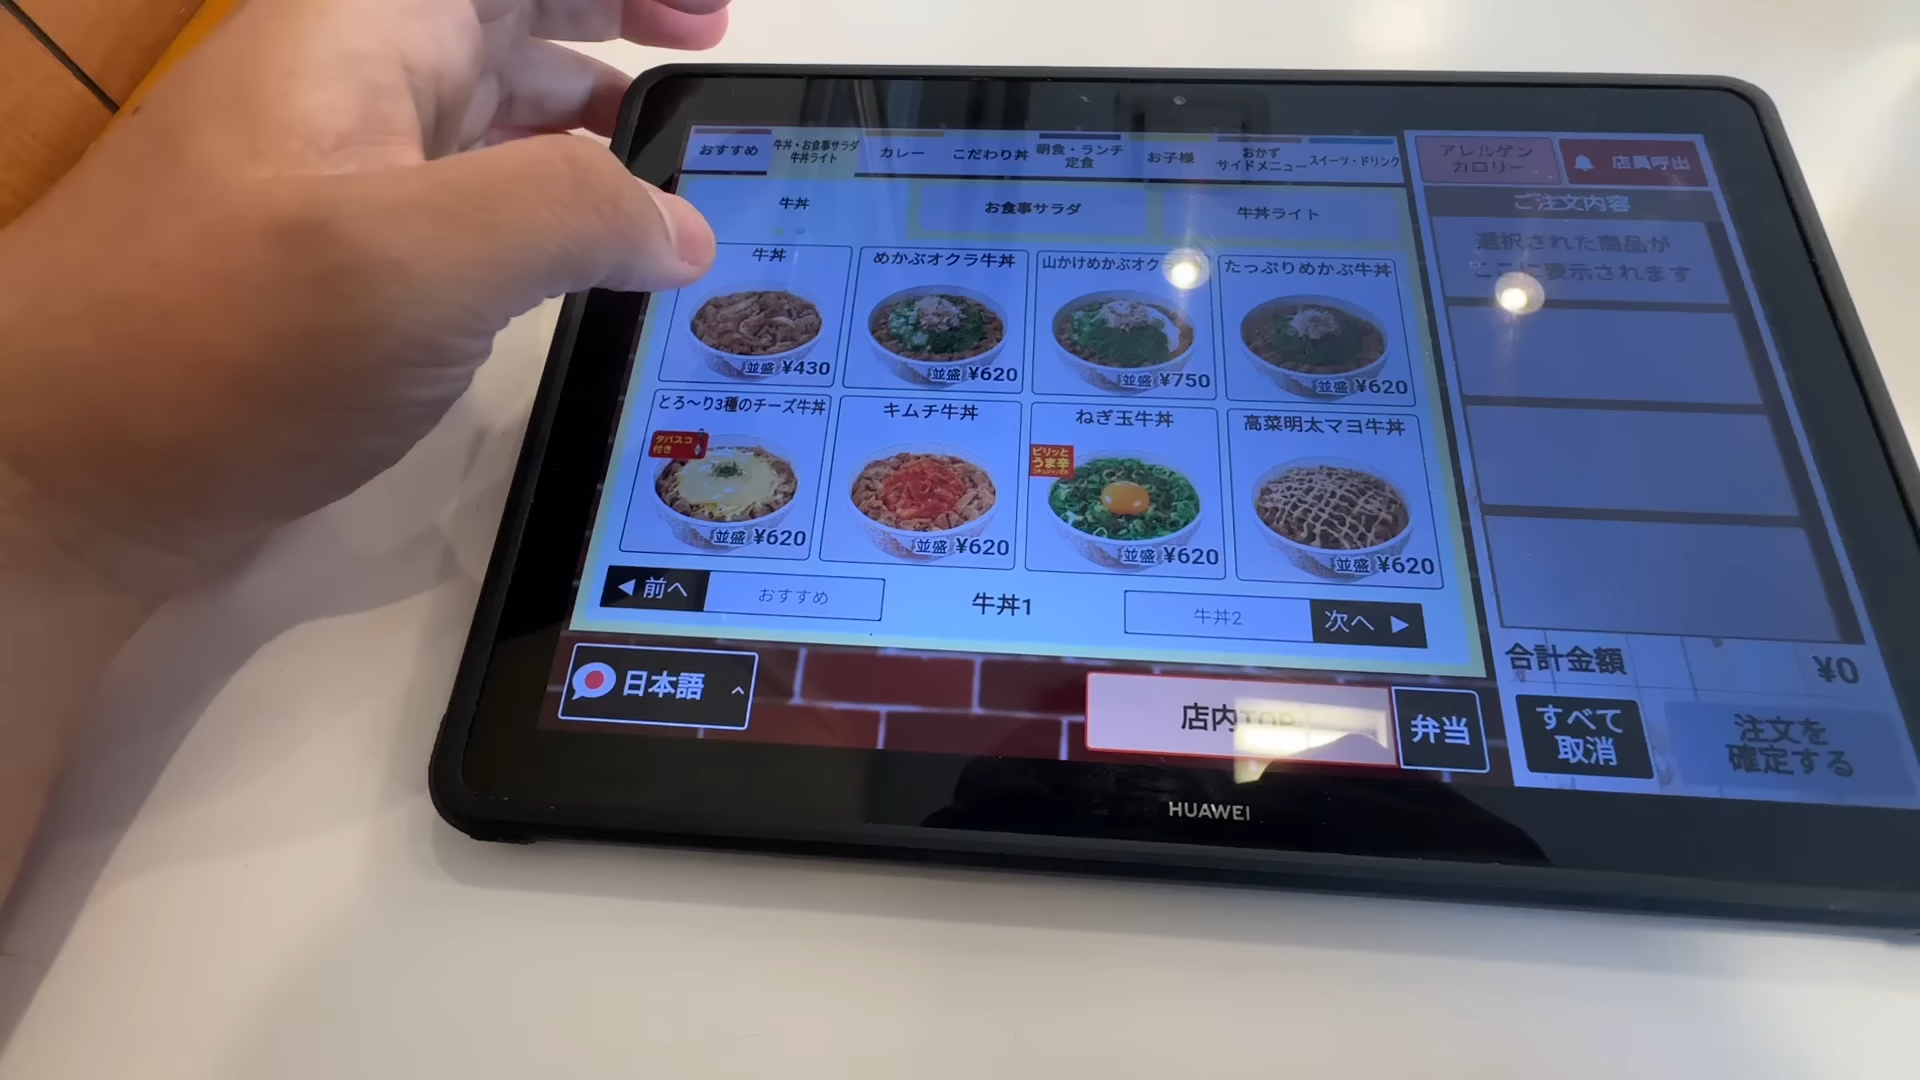 おすすめ
牛丼・お食事サラダ
牛丼ライト
カレー
こだわり丼
朝食・ランチ
定食
お子様
おかず
サイドメニュー
スイーツ・ドリンク
アレルゲン
カロリー
店員呼出
牛丼
お食事サラダ
牛丼ライト
ご注文内容
選択された商品が
ここに表示されます
牛丼
並盛 ¥430
めかぶオクラ牛丼
並盛 ¥620
山かけめかぶオク
並盛 ¥750
たっぷりめかぶ牛丼
並盛 ¥620
とろ〜り3種のチーズ牛丼
タバスコ
付き
並盛 ¥620
キムチ牛丼
並盛 ¥620
ねぎ玉牛丼
ピリッと
うま辛
並盛 ¥620
高菜明太マヨ牛丼
並盛 ¥620
◀ 前へ
おすすめ
牛丼1
牛丼2
次へ ▶
日本語
店内TOP
弁当
合計金額 ¥0
すべて
取消
注文を
確定する
HUAWEI